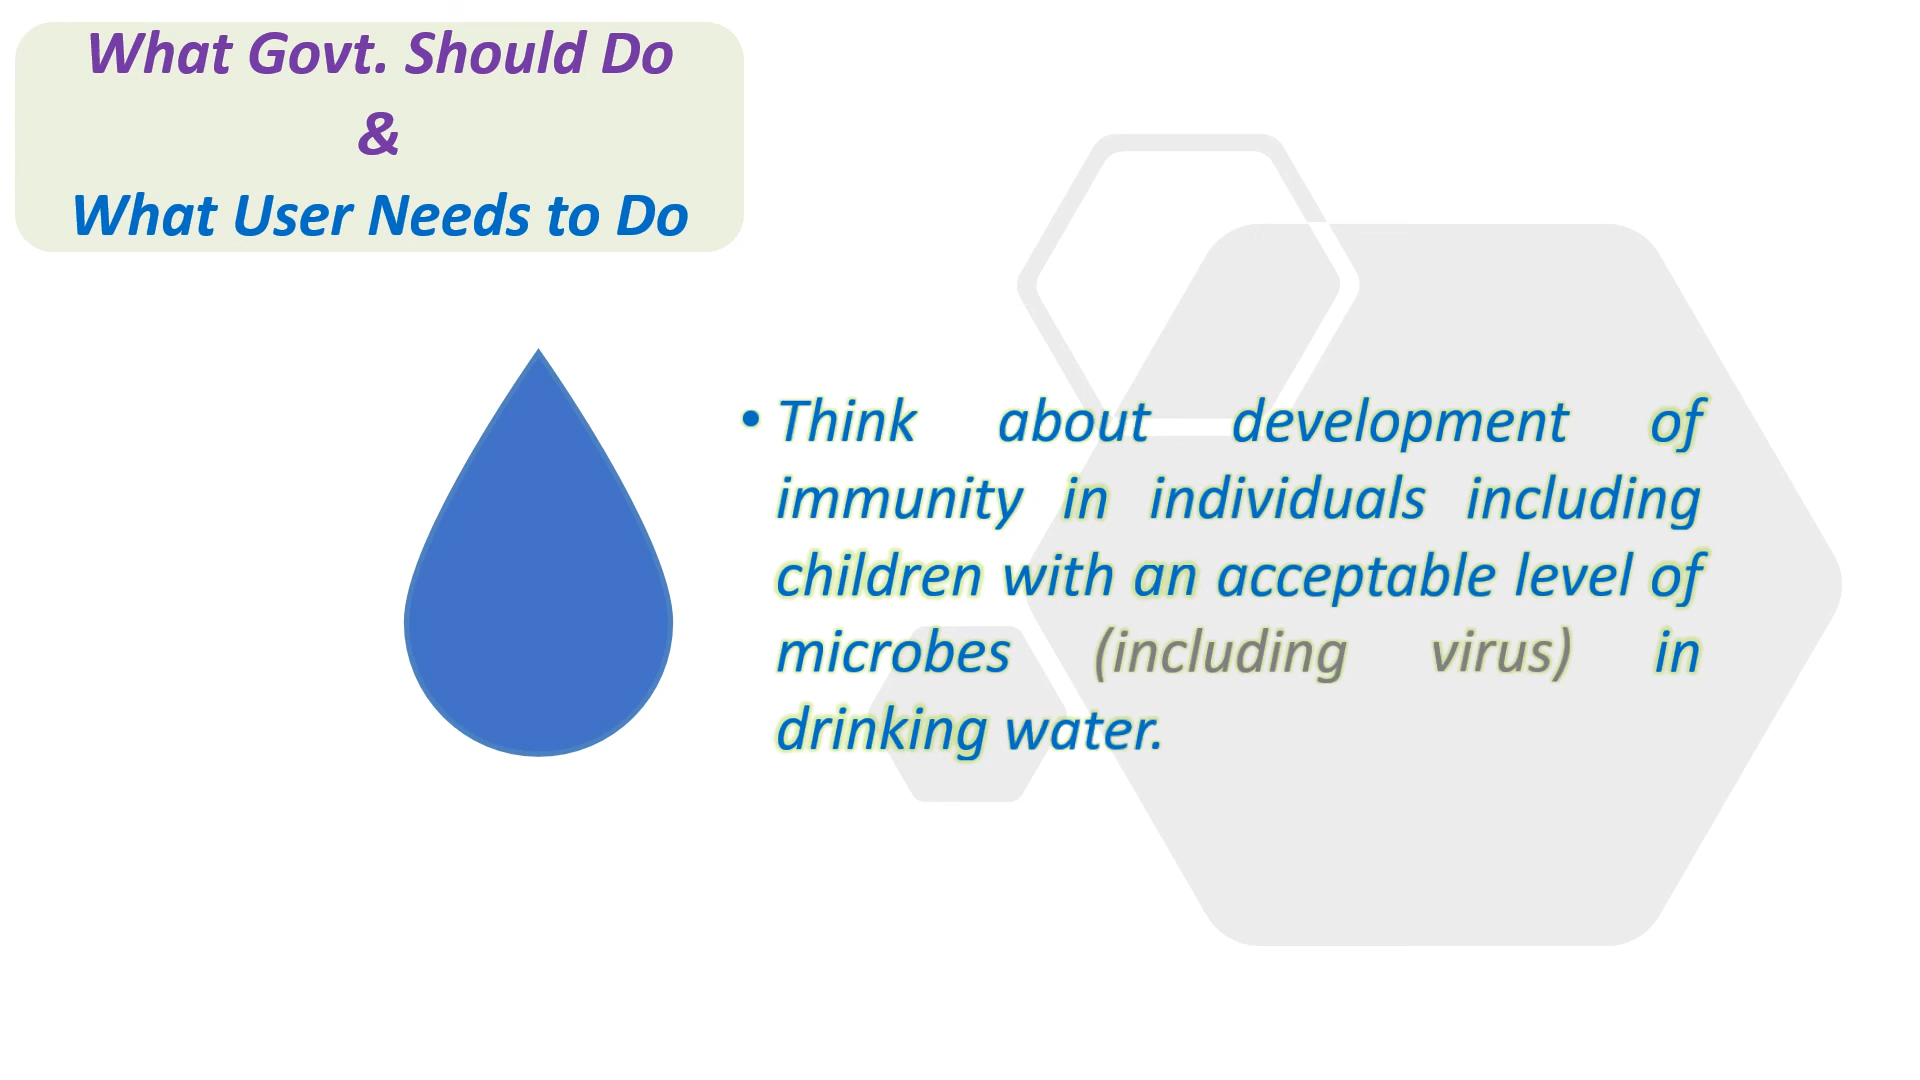 What Govt. Should Do
&
What User Needs to Do
• Think about development of
immunity in individuals including
children with an acceptable level of
microbes (including virus) in
drinking water.